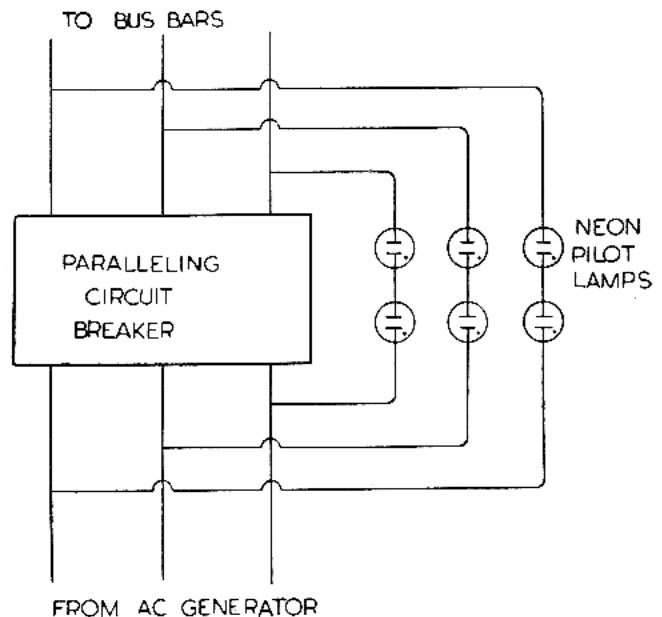 TO BUS BARS
PARALLELING
CIRCUIT
BREAKER
NEON
PILOT
LAMPS
FROM AC GENERATOR